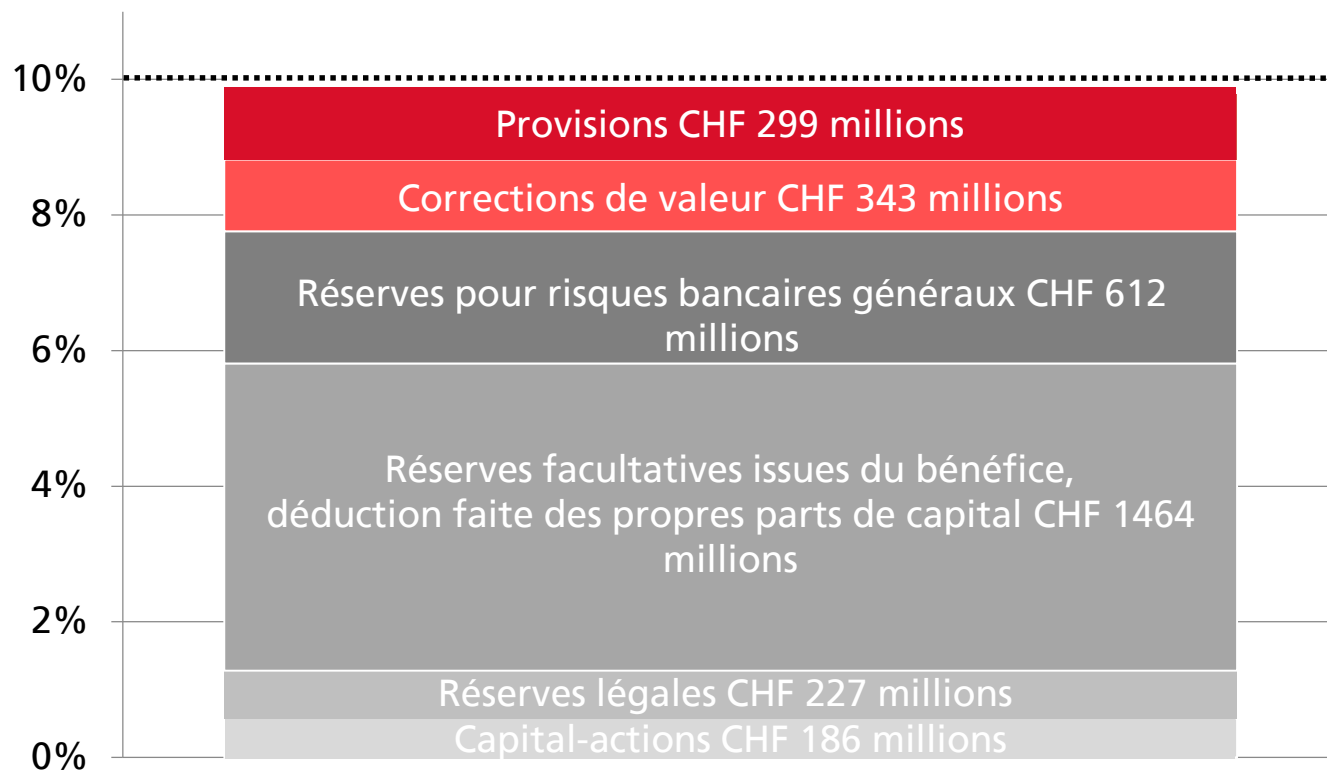 10%
Provisions CHF 299 millions
Corrections de valeur CHF 343 millions
8%
Réserves pour risques bancaires généraux CHF 612
millions
6%
Réserves facultatives issues du bénéfice,
déduction faite des propres parts de capital CHF 1464
millions
4%
2%
Réserves légales CHF 227 millions
Capital-actions CHF 186 millions
0%